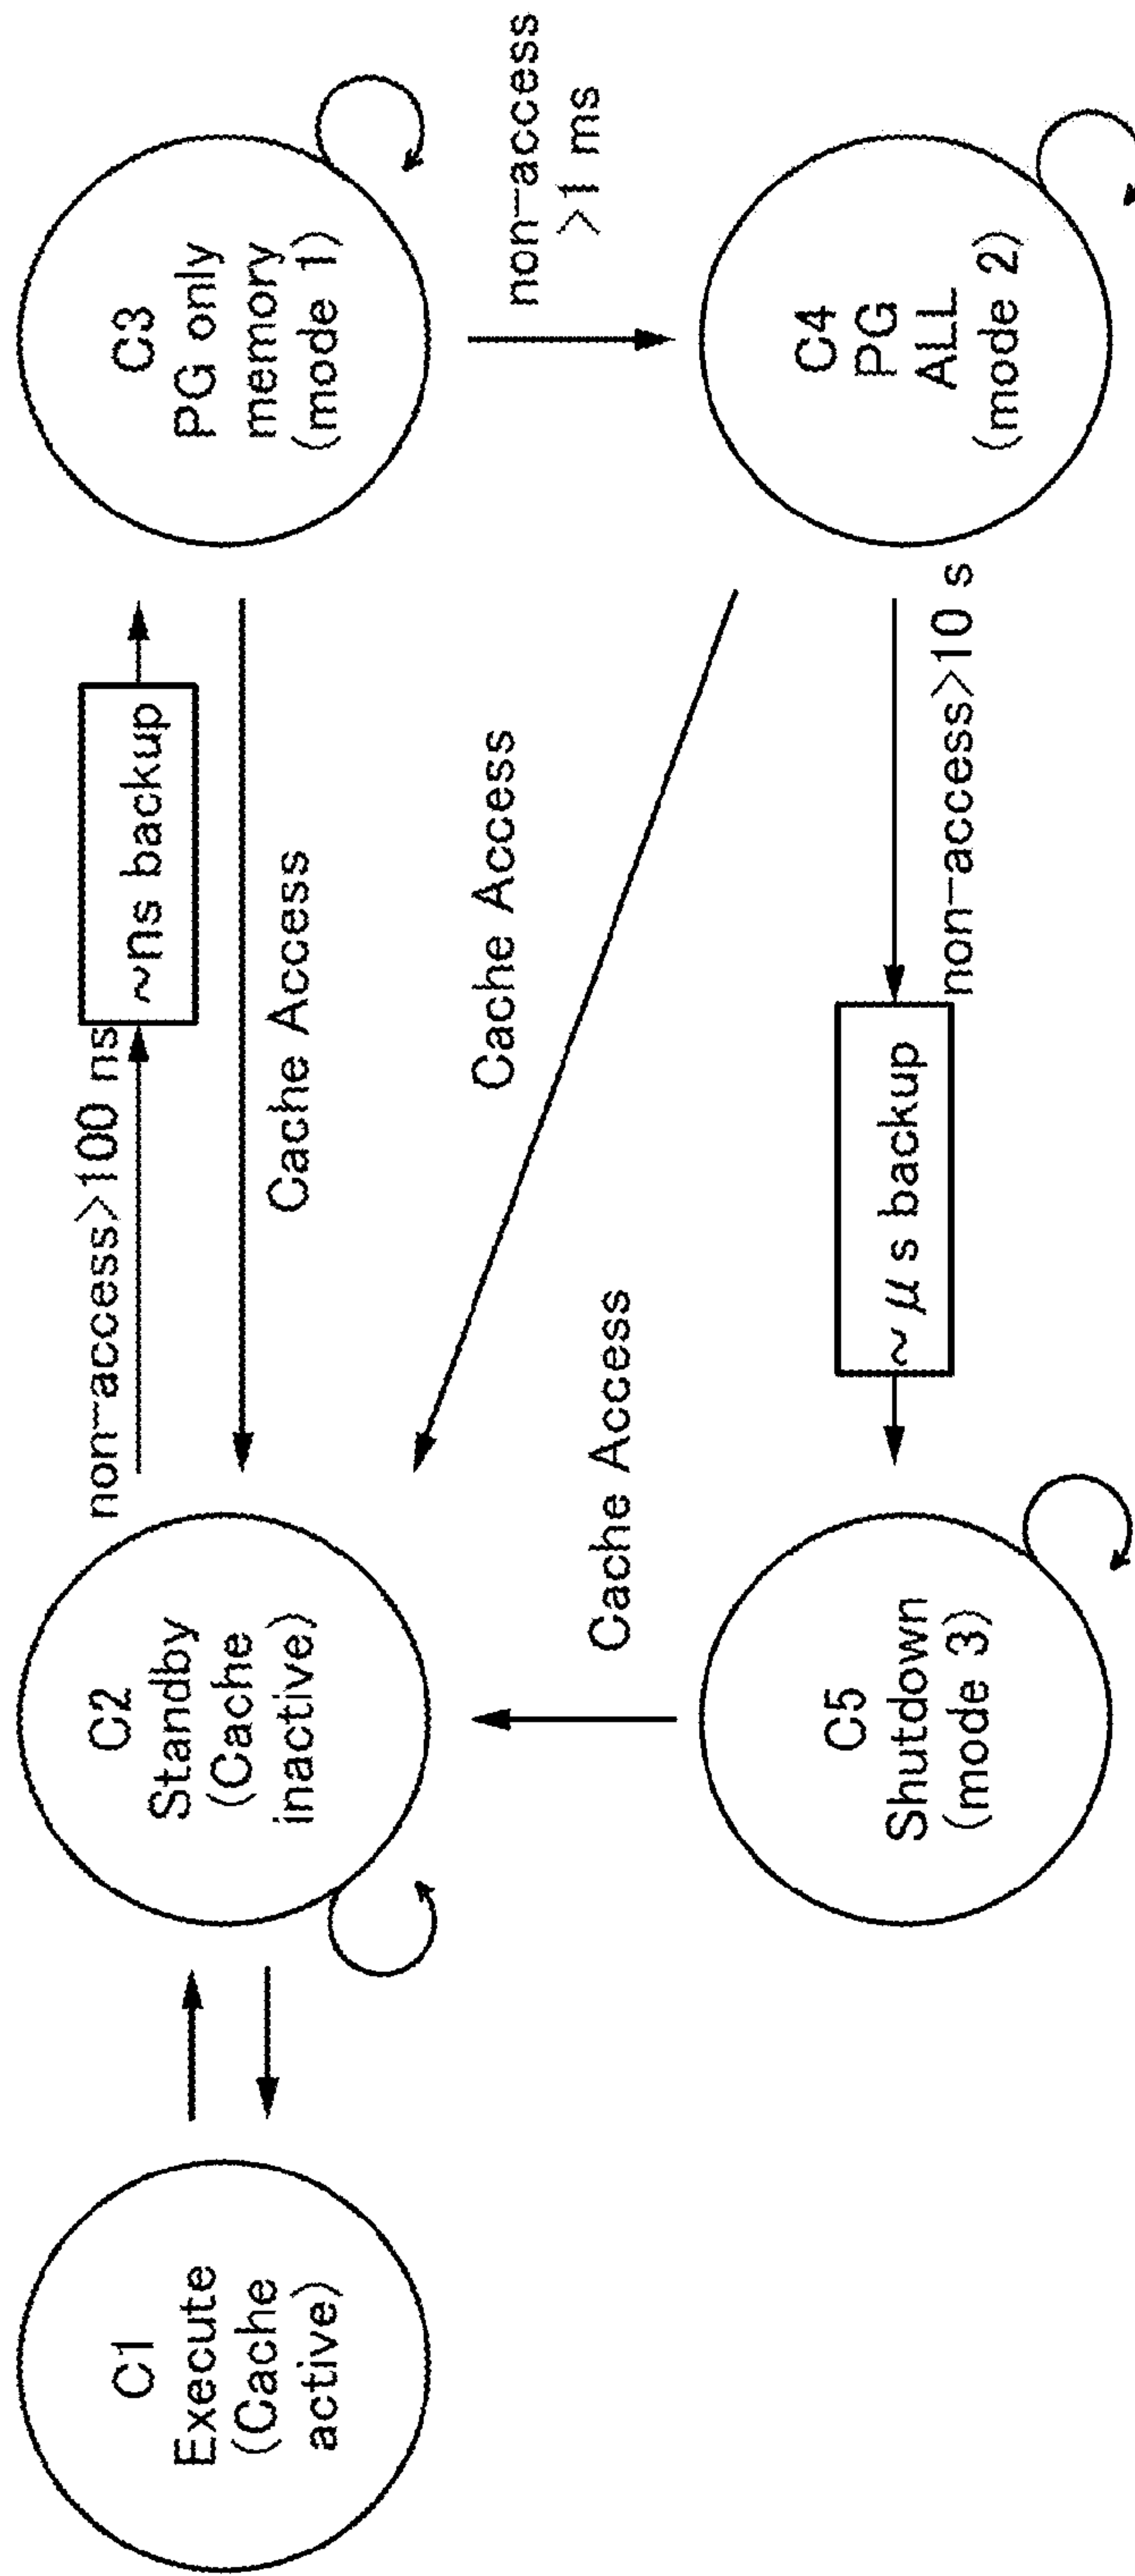 C1
Execute
(Cache
active)
C2
Standby
(Cache
inactive)
non-access>100 ns
~ns backup
Cache Access
C3
PG only
memory
(mode 1)
non-access
>1 ms
Cache Access
Cache Access
C5
Shutdown
(mode 3)
~μs backup
non-access>10 s
C4
PG
ALL
(mode 2)